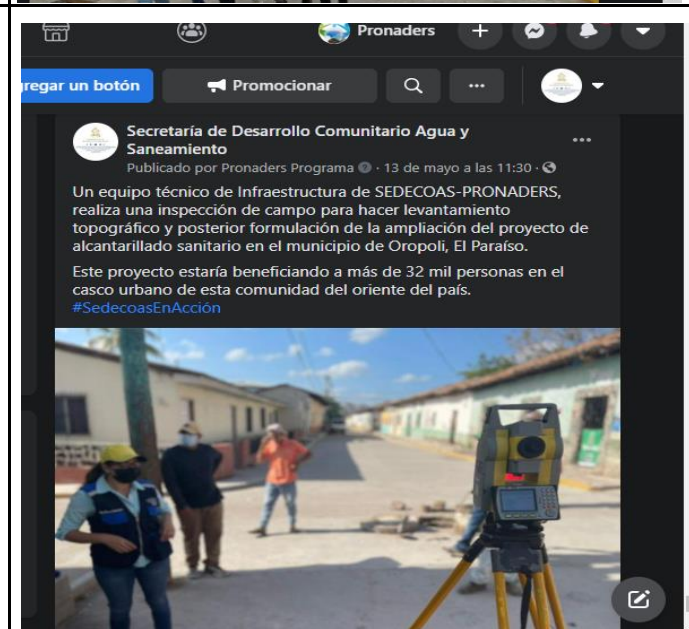 Pronaders
regar un botón
Promocionar
Secretaría de Desarrollo Comunitario Agua y
Saneamiento
Publicado por Pronaders Programa · 13 de mayo a las 11:30 ·
Un equipo técnico de Infraestructura de SEDECOAS-PRONADERS,
realiza una inspección de campo para hacer levantamiento
topográfico y posterior formulación de la ampliación del proyecto de
alcantarillado sanitario en el municipio de Oropoli, El Paraíso.
Este proyecto estaría beneficiando a más de 32 mil personas en el
casco urbano de esta comunidad del oriente del país.
#SedecoasEnAcción